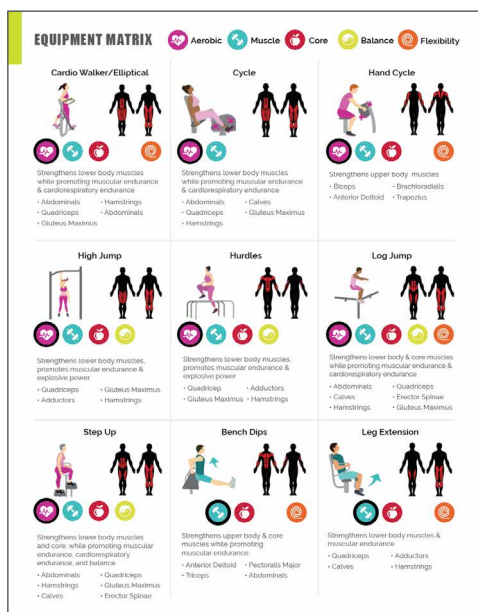 EQUIPMENT MATRIX
Aerobic
Muscle
Core
Balance
Flexibility
Cardio Walker/Elliptical
Strengthens lower body muscles
while promoting muscular endurance
& cardiorespiratory endurance
• Abdominals
• Hamstrings
• Quadriceps
• Abdominals
• Gluteus Maximus
Cycle
Strengthens lower body muscles
while promoting muscular endurance
& cardiorespiratory endurance
• Abdominals
• Calves
• Quadriceps
• Gluteus Maximus
• Hamstrings
Hand Cycle
Strengthens upper body muscles
• Biceps
• Brachloradialls
• Anterior Dettoid
• Trapezius
High Jump
Strengthens lower body muscles,
promotes muscular endurance &
explosive power
• Quadriceps
• Gluteus Maximus
• Adductors
• Hamstrings
Hurdles
Strengthens lower body muscles,
promotes muscular endurance &
explosive power
• Quadricep
• Adductors
• Gluteus Maximus
• Hamstrings
Log Jump
Strengthens lower body & core muscles
while promoting muscular endurance &
cardiorespiratory endurance
• Abdominals
• Quadriceps
• Calves
• Erector Spinae
• Hamstrings
• Gluteus Maximus
Step Up
Strengthens lower body muscles
and core, while promoting muscular
endurance, cardiorespiratory
endurance, and balance
• Abdominals
• Quadriceps
• Hamstrings
• Gluteus Maximus
• Calves
• Erector Spinae
Bench Dips
Strengthens upper body & core
muscles while promoting
muscular endurance
• Anterior Deltoid
• Pectoralis Major
• Triceps
• Abdominals
Leg Extension
Strengthens lower body muscles &
muscular endurance
• Quadriceps
• Adductors
• Calves
• Hamstrings